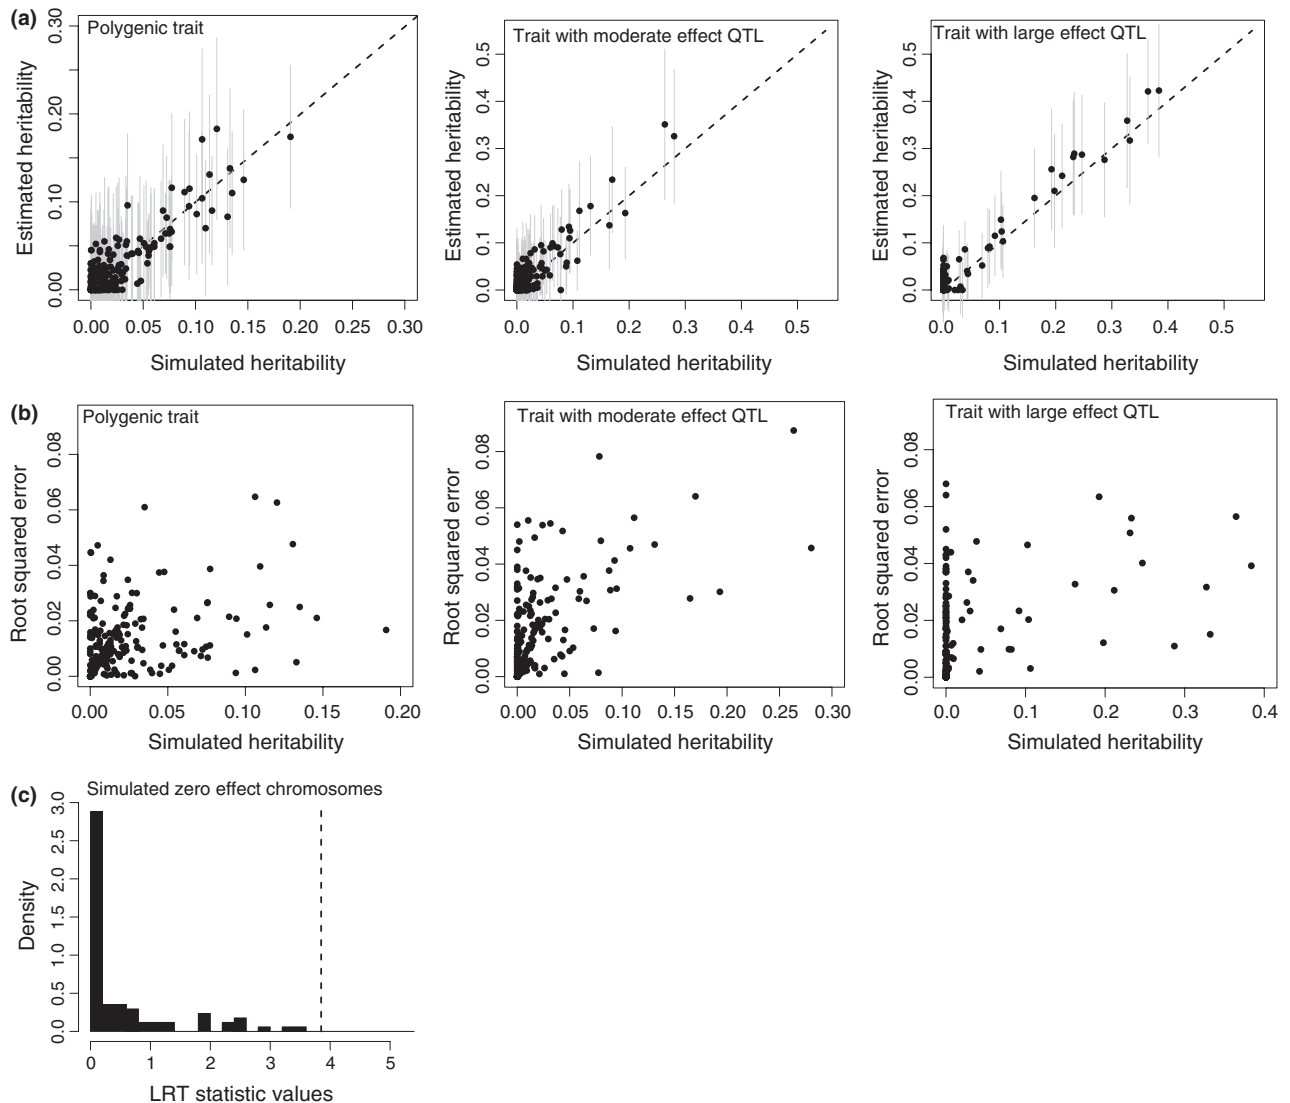 (a)
Polygenic trait
Estimated heritability
0.00 0.10 0.20 0.30
0.00 0.05 0.10 0.15 0.20 0.25 0.30
Simulated heritability
Trait with moderate effect QTL
Estimated heritability
0.0 0.1 0.2 0.3 0.4 0.5
0.0 0.1 0.2 0.3 0.4 0.5
Simulated heritability
Trait with large effect QTL
Estimated heritability
0.0 0.1 0.2 0.3 0.4 0.5
0.0 0.1 0.2 0.3 0.4 0.5
Simulated heritability
(b)
Polygenic trait
Root squared error
0.00 0.02 0.04 0.06 0.08
0.00 0.05 0.10 0.15 0.20
Simulated heritability
Trait with moderate effect QTL
Root squared error
0.00 0.02 0.04 0.06 0.08
0.00 0.05 0.10 0.15 0.20 0.25 0.30
Simulated heritability
Trait with large effect QTL
Root squared error
0.00 0.02 0.04 0.06 0.08
0.0 0.1 0.2 0.3 0.4
Simulated heritability
(c)
Simulated zero effect chromosomes
Density
0.0 0.5 1.0 1.5 2.0 2.5 3.0
0 1 2 3 4 5
LRT statistic values